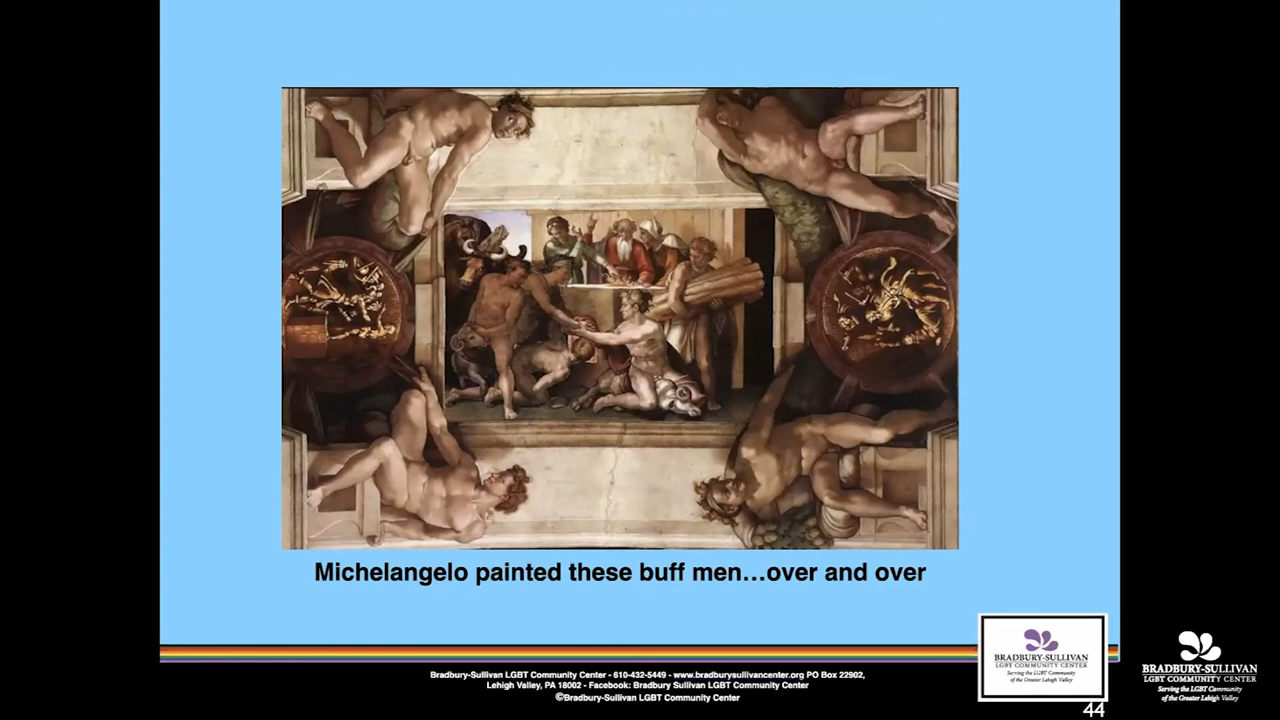 Michelangelo painted these buff men...over and over
BRADBURY-SULLIVAN
LGBT COMMUNITY CENTER
Serving the LGBT Community
of the Greater Lehigh Valley
BRADBURY-SULLIVAN
LGBT COMMUNITY CENTER
Serving the LGBT Community
of the Greater Lehigh Valley
Bradbury-Sullivan LGBT Community Center - 610-432-5449 - www.bradburysullivancenter.org PO Box 22902,
Lehigh Valley, PA 18002 - Facebook: Bradbury Sullivan LGBT Community Center
©Bradbury-Sullivan LGBT Community Center
44